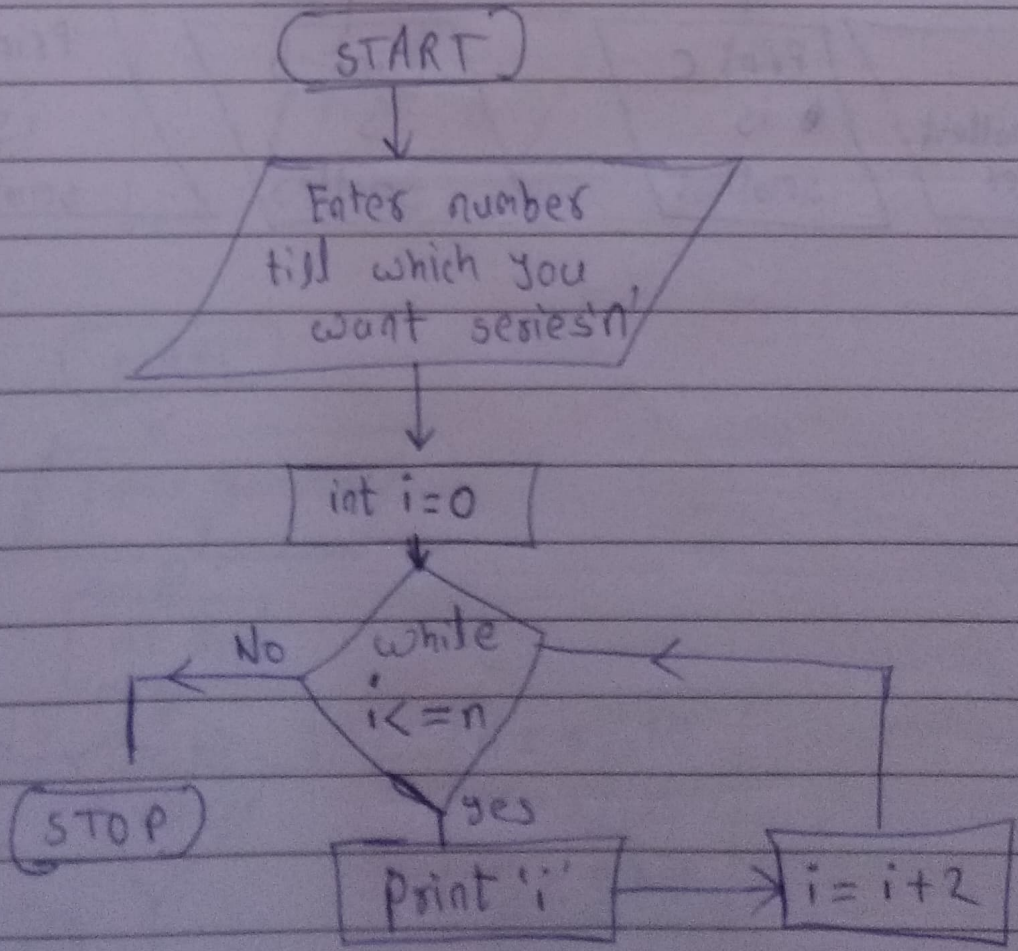 START
Enter number
till which you
want series 'n'
int i=0
while
i<=n
No
yes
STOP
print 'i'
i= i+2